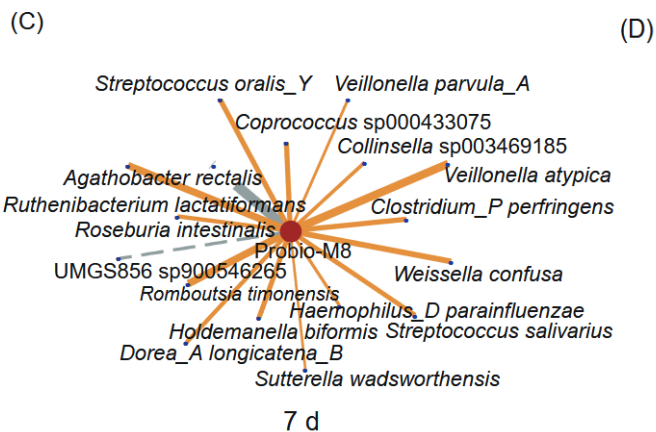 (C)
(D)
Streptococcus oralis_Y
Veillonella parvula_A
Coprococcus sp000433075
Collinsella sp003469185
Agathobacter rectalis
Veillonella atypica
Ruthenibacterium lactatiformans
Clostridium_P perfringens
Roseburia intestinalis
Probio-M8
UMGS856 sp900546265
Weissella confusa
Romboutsia timonensis
Haemophilus_D parainfluenzae
Holdemanella biformis
Streptococcus salivarius
Dorea_A longicatena_B
Sutterella wadsworthensis
7 d